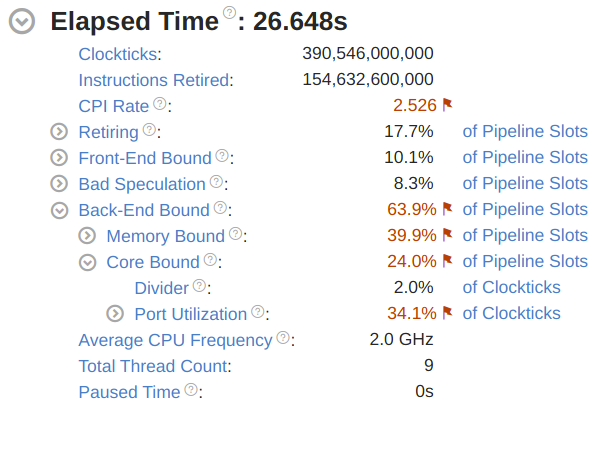 Elapsed Time ? : 26.648s
Clockticks: 390,546,000,000
Instructions Retired: 154,632,600,000
CPI Rate ? : 2.526
Retiring ? : 17.7% of Pipeline Slots
Front-End Bound ? : 10.1% of Pipeline Slots
Bad Speculation ? : 8.3% of Pipeline Slots
Back-End Bound ? : 63.9% of Pipeline Slots
Memory Bound ? : 39.9% of Pipeline Slots
Core Bound ? : 24.0% of Pipeline Slots
Divider ? : 2.0% of Clockticks
Port Utilization ? : 34.1% of Clockticks
Average CPU Frequency ? : 2.0 GHz
Total Thread Count: 9
Paused Time ? : 0s